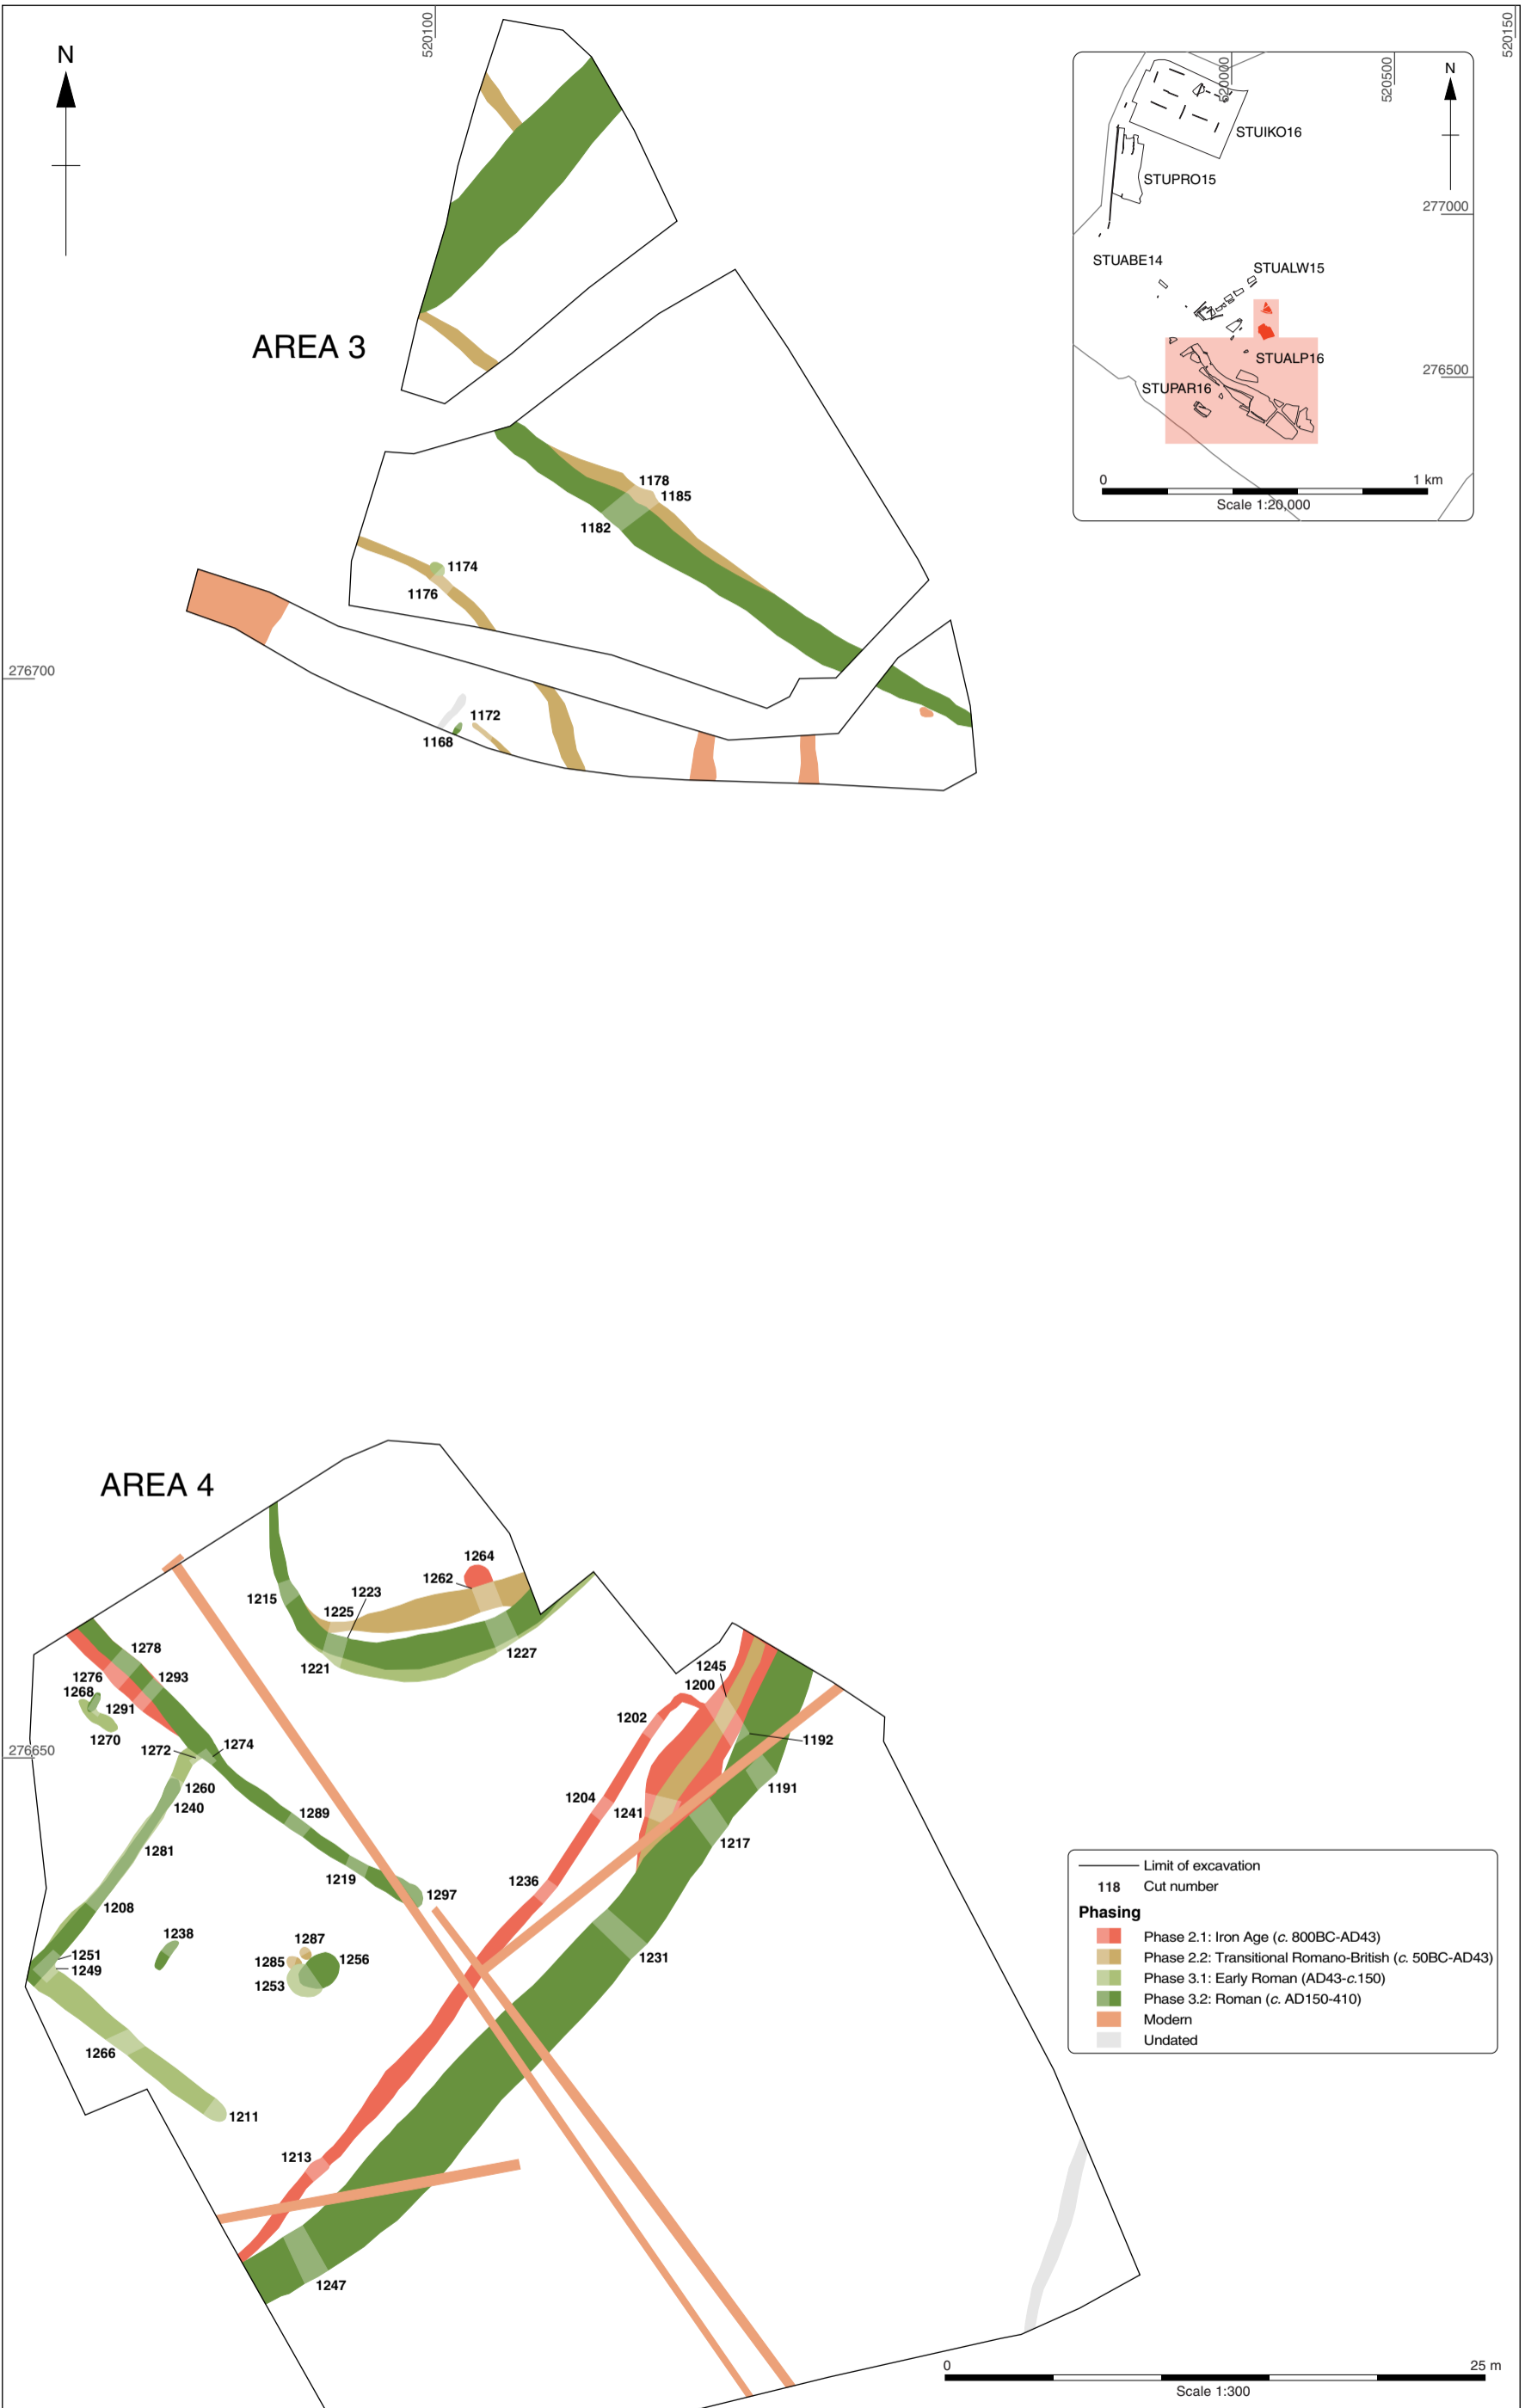 520100
520150
N
520000
520500
N
STUIKO16
STUPRO15
277000
STUABE14
STUALW15
STUALP16
276500
STUPAR16
0 1 km
Scale 1:20,000
AREA 3
1178
1185
1182
1174
1176
276700
1172
1168
AREA 4
1264
1262
1223
1215
1225
1221
1227
1278
1276
1293
1268
1291
1270
1245
1200
1202
276650
1272
1274
1192
1260
1191
1240
1204
1289
1241
1217
1281
1219
1236
1297
1208
1238
1287
1251
1285
1256
1249
1253
1231
1266
1211
1213
1247
Limit of excavation
118 Cut number
Phasing
Phase 2.1: Iron Age (c. 800BC-AD43)
Phase 2.2: Transitional Romano-British (c. 50BC-AD43)
Phase 3.1: Early Roman (AD43-c.150)
Phase 3.2: Roman (c. AD150-410)
Modern
Undated
0 25 m
Scale 1:300